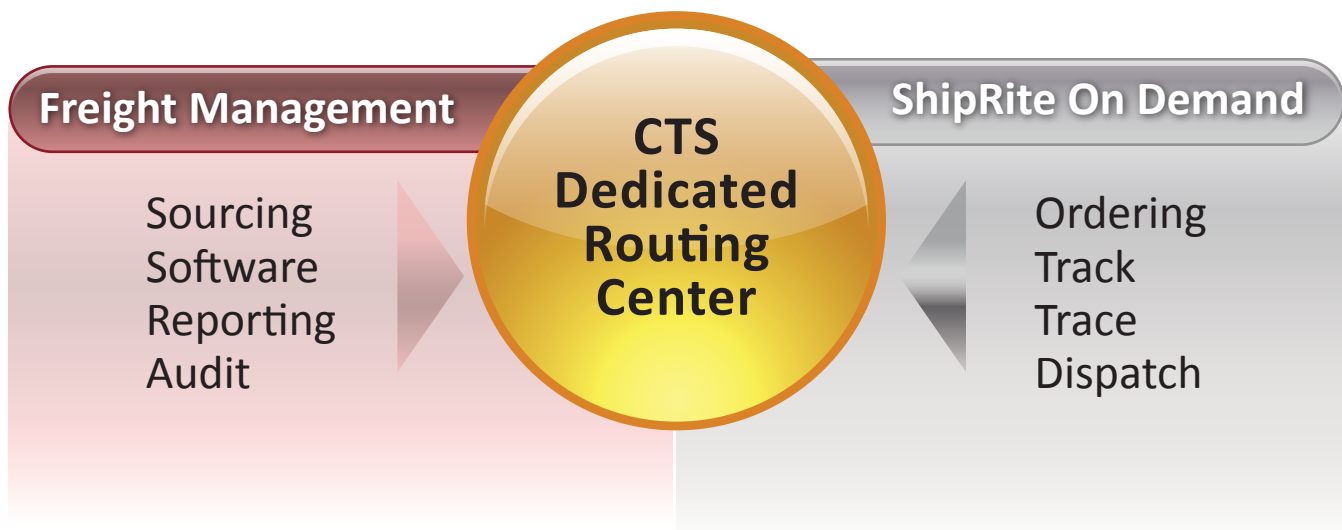 Freight Management
Sourcing
Software
Reporting
Audit
CTS
Dedicated
Routing
Center
ShipRite On Demand
Ordering
Track
Trace
Dispatch